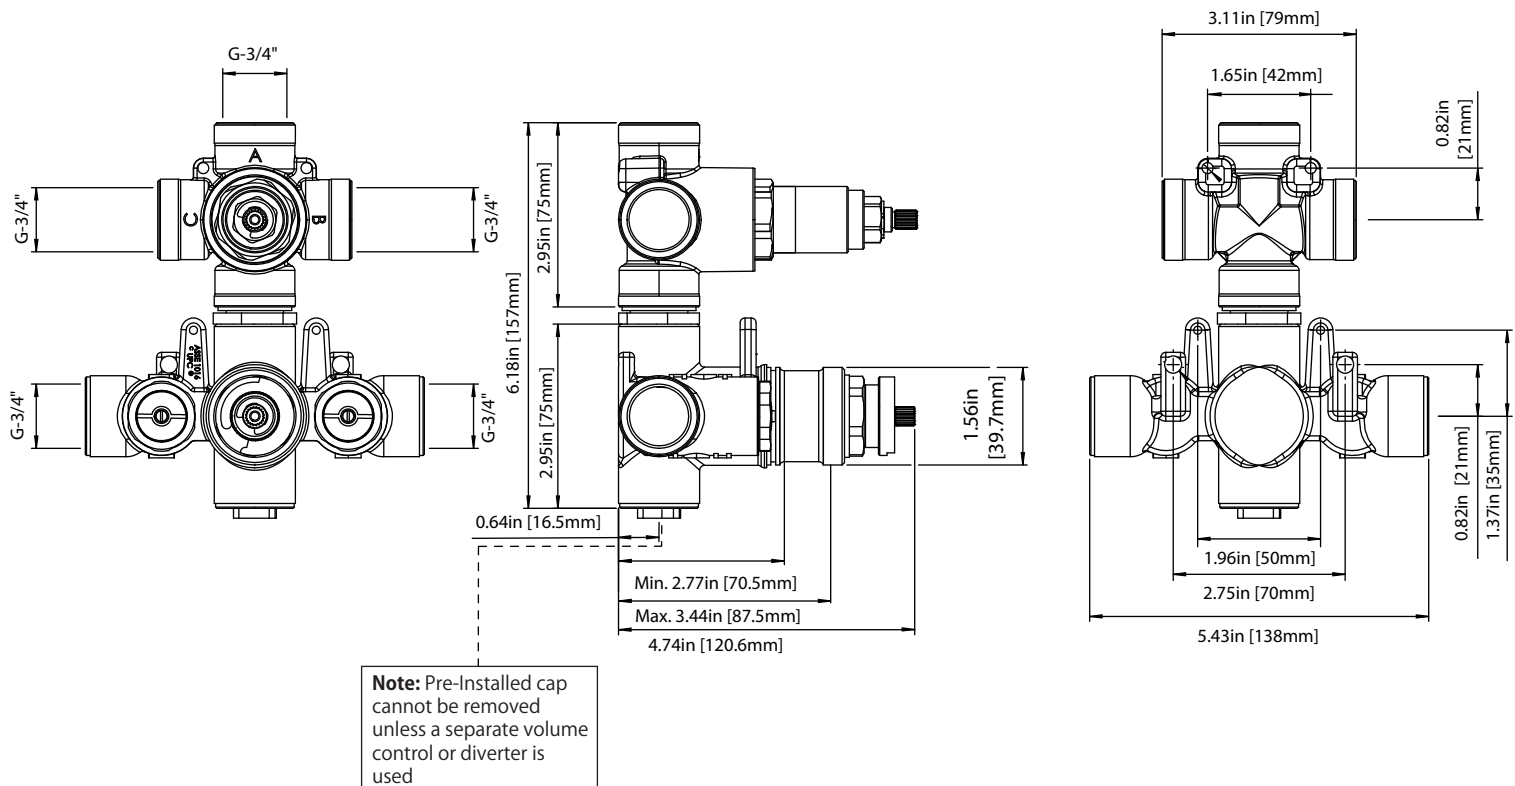 G-3/4"
A
C
B
G-3/4"
G-3/4"
ASSE 1016
G-3/4"
G-3/4"
6.18in [157mm]
2.95in [75mm]
2.95in [75mm]
1.56in
[39.7mm]
0.64in [16.5mm]
Min. 2.77in [70.5mm]
Max. 3.44in [87.5mm]
4.74in [120.6mm]
Note: Pre-Installed cap
cannot be removed
unless a separate volume
control or diverter is
used
3.11in [79mm]
1.65in [42mm]
0.82in
[21mm]
0.82in [21mm]
1.37in [35mm]
1.96in [50mm]
2.75in [70mm]
5.43in [138mm]